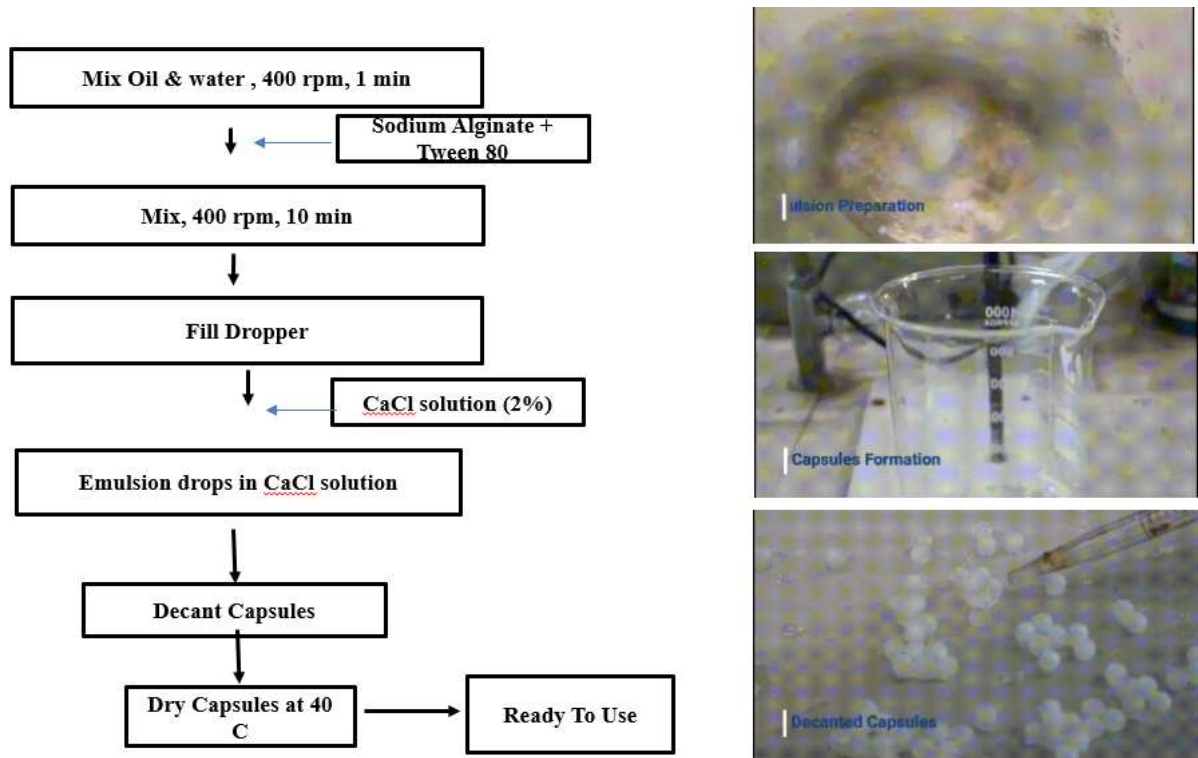 Mix Oil & water , 400 rpm, 1 min
Sodium Alginate +
Tween 80
Mix, 400 rpm, 10 min
Fill Dropper
CaCl solution (2%)
Emulsion drops in CaCl solution
Decant Capsules
Dry Capsules at 40
C
Ready To Use
ulsion Preparation
Capsules Formation
Decanted Capsules